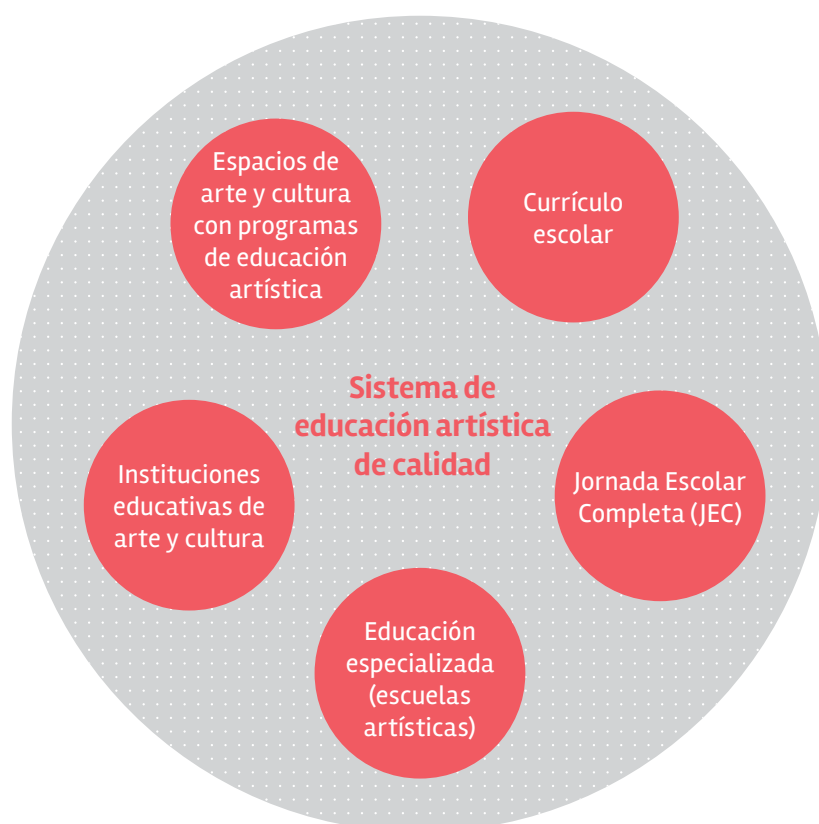 Espacios de
arte y cultura
con programas
de educación
artística
Currículo
escolar
Sistema de
educación artística
de calidad
Instituciones
educativas de
arte y cultura
Jornada Escolar
Completa (JEC)
Educación
especializada
(escuelas
artísticas)